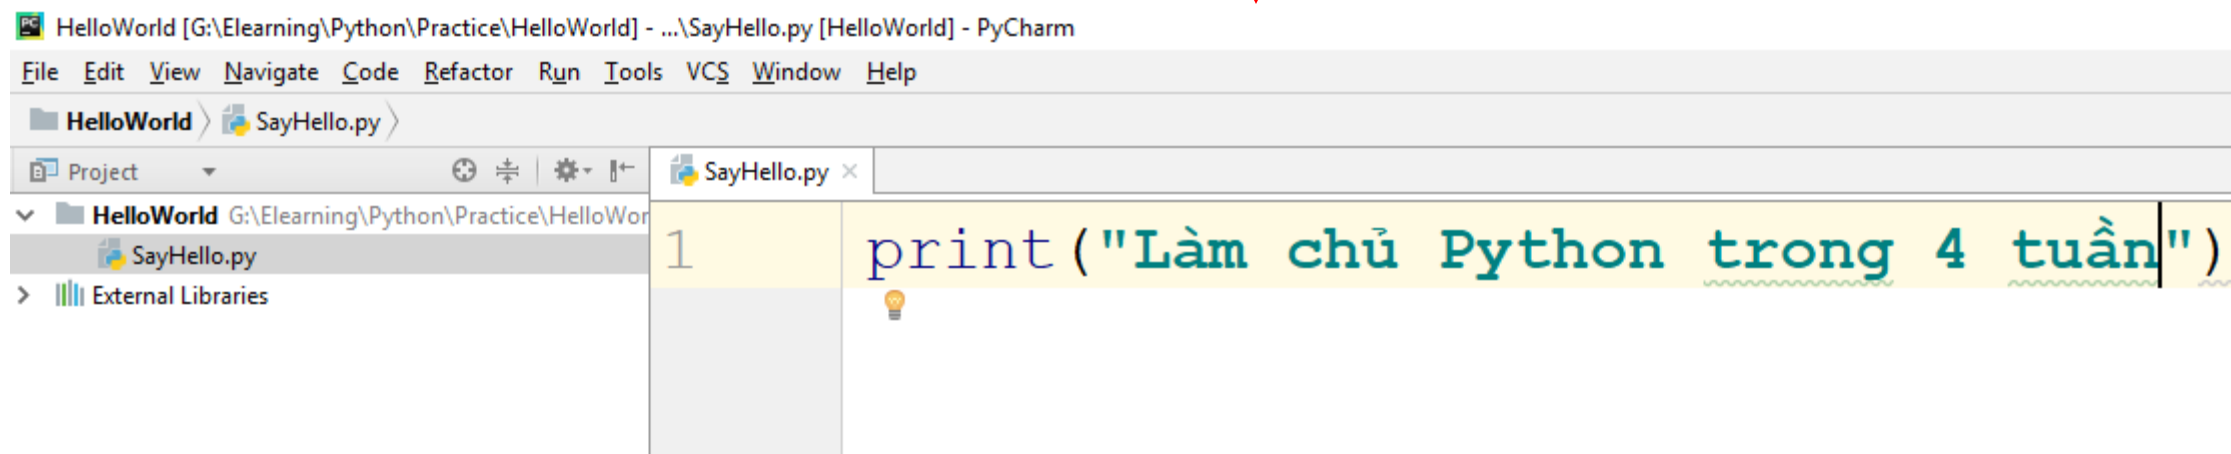 HelloWorld [G:\Elearning\Python\Practice\HelloWorld] - ...\SayHello.py [HelloWorld] - PyCharm
File Edit View Navigate Code Refactor Run Tools VCS Window Help
HelloWorld SayHello.py
Project
SayHello.py
HelloWorld G:\Elearning\Python\Practice\HelloWor
SayHello.py
External Libraries
1 print("Làm chủ Python trong 4 tuần")